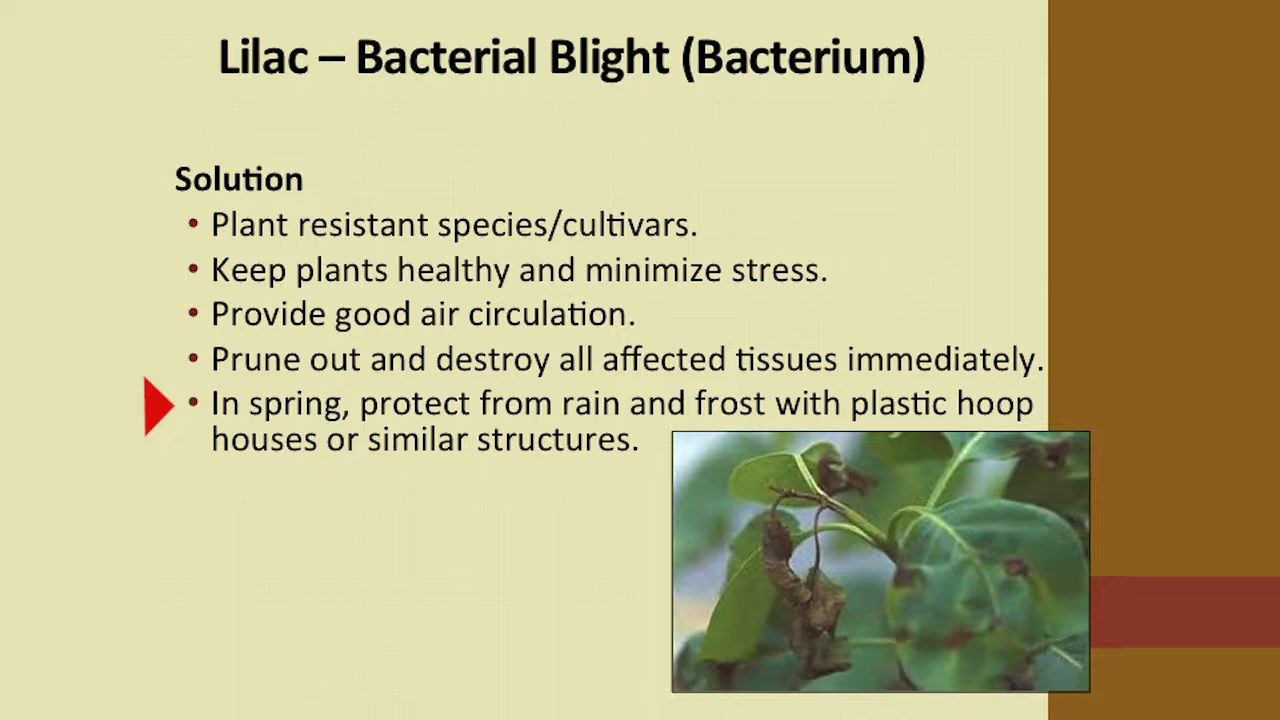 Lilac – Bacterial Blight (Bacterium)
Solution
• Plant resistant species/cultivars.
• Keep plants healthy and minimize stress.
• Provide good air circulation.
• Prune out and destroy all affected tissues immediately.
• In spring, protect from rain and frost with plastic hoop
houses or similar structures.